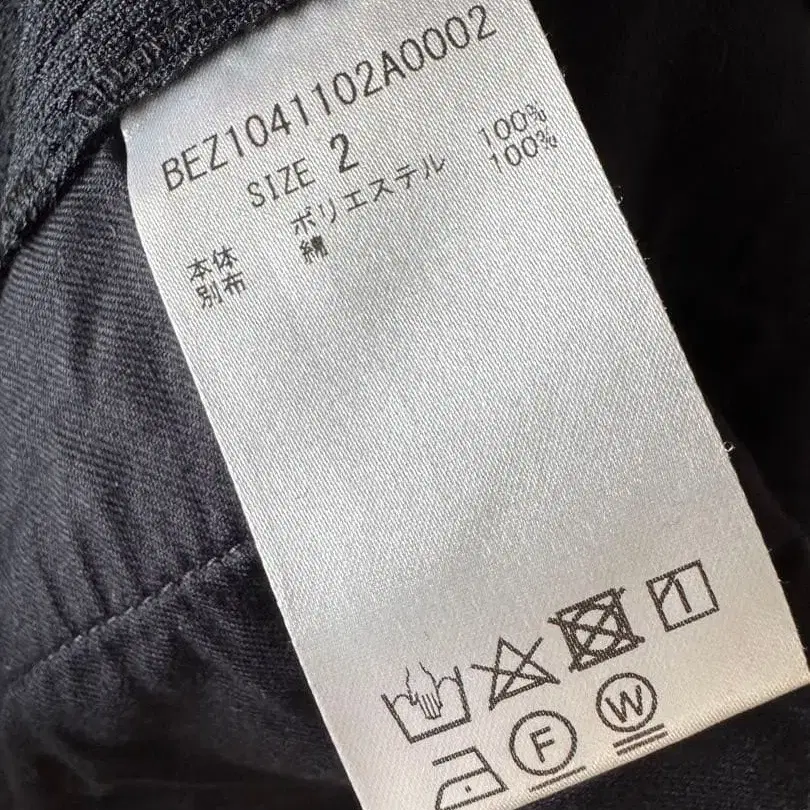 BEZ1041102A0002
SIZE 2
本体 ポリエステル 100%
別布 綿 100%
F
W